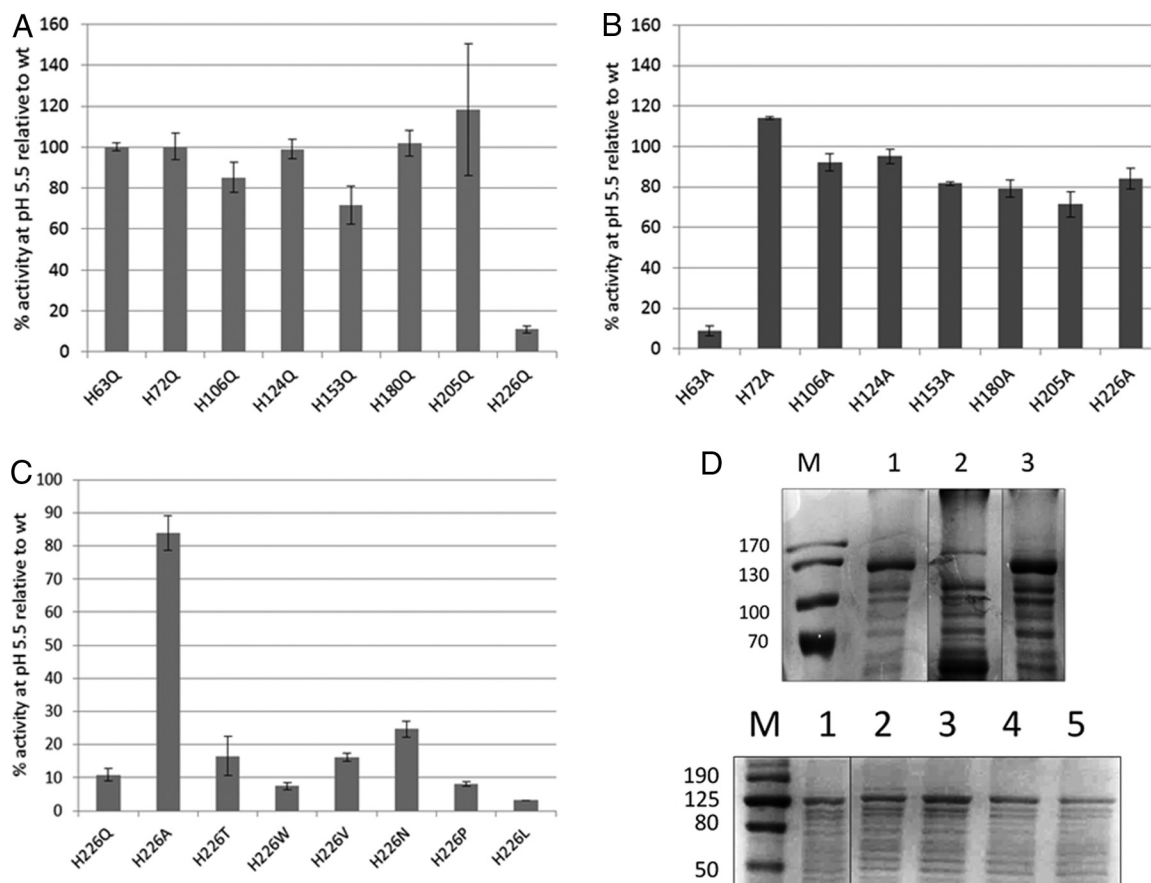 A
% activity at pH 5.5 relative to wt
160
140
120
100
80
60
40
20
0
H63Q
H72Q
H106Q
H124Q
H153Q
H180Q
H205Q
H226Q
B
% activity at pH 5.5 relative to wt
160
140
120
100
80
60
40
20
0
H63A
H72A
H106A
H124A
H153A
H180A
H205A
H226A
C
% activity at pH 5.5 relative to wt
100
90
80
70
60
50
40
30
20
10
0
H226Q
H226A
H226T
H226W
H226V
H226N
H226P
H226L
D
M 1 2 3
170
130
100
70
M 1 2 3 4 5
190
125
80
50